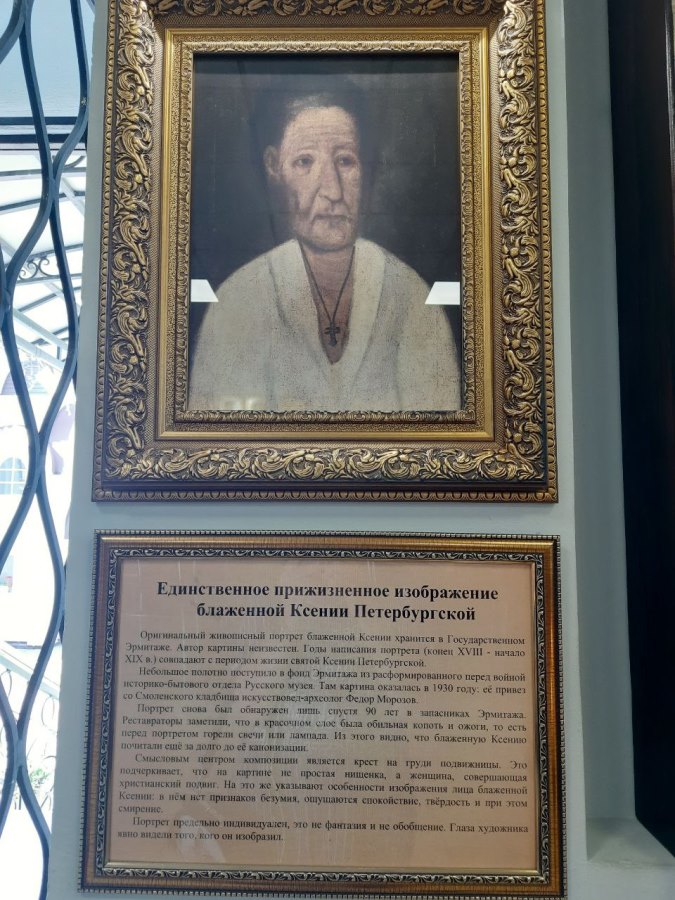 Единственное прижизненное изображение
блаженной Ксении Петербургской
Оригинальный живописный портрет блаженной Ксении хранится в Государственном
Эрмитаже. Автор картины неизвестен. Годы написания портрета (конец XVIII - начало
XIX в.) совпадают с периодом жизни святой Ксении Петербургской.
Небольшое полотно поступило в фонд Эрмитажа из расформированного перед войной
историко-бытового отдела Русского музея. Там картина оказалась в 1930 году: её привез
со Смоленского кладбища искусствовед-археолог Федор Морозов.
Портрет снова был обнаружен лишь спустя 90 лет в запасниках Эрмитажа.
Реставраторы заметили, что в красочном слое была обильная копоть и ожоги, то есть
перед портретом горели свечи или лампада. Из этого видно, что блаженную Ксению
почитали ещё за долго до её канонизации.
Смысловым центром композиции является крест на груди подвижницы. Это
подчеркивает, что на картине не простая нищенка, а женщина, совершающая
христианский подвиг. На это же указывают особенности изображения лица блаженной
Ксении: в нём нет признаков безумия, ощущаются спокойствие, твёрдость и при этом
смирение.
Портрет предельно индивидуален, это не фантазия и не обобщение. Глаза художника
явно видели того, кого он изобразил.